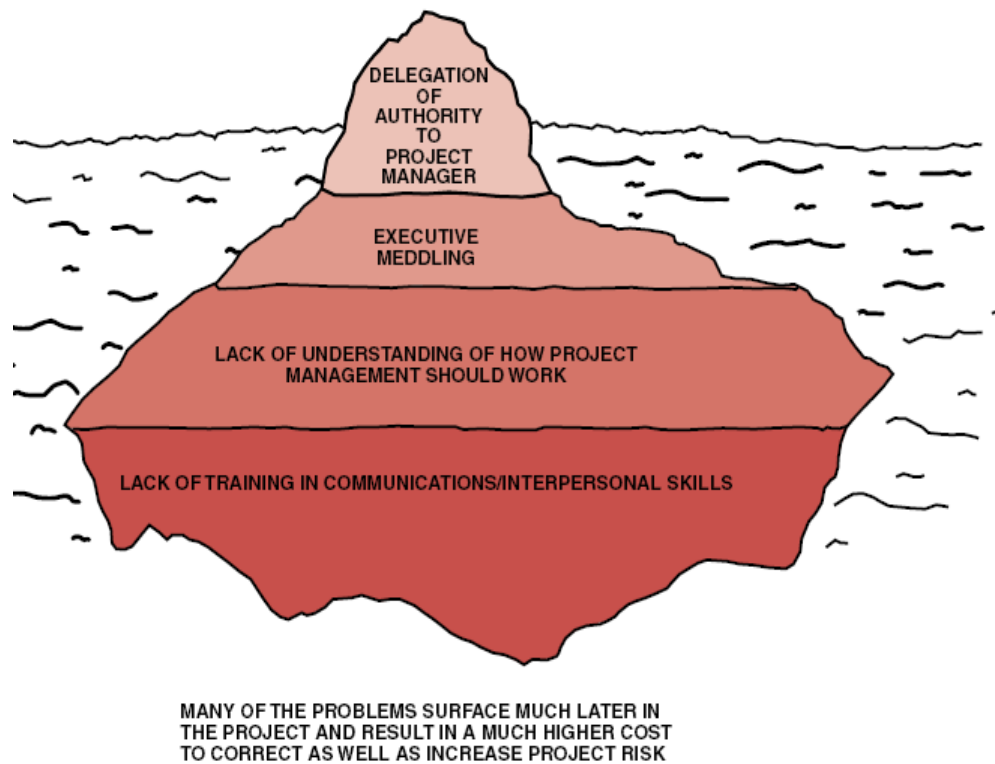 DELEGATION
OF
AUTHORITY
TO
PROJECT
MANAGER
EXECUTIVE
MEDDLING
LACK OF UNDERSTANDING OF HOW PROJECT
MANAGEMENT SHOULD WORK
LACK OF TRAINING IN COMMUNICATIONS/INTERPERSONAL SKILLS
MANY OF THE PROBLEMS SURFACE MUCH LATER IN
THE PROJECT AND RESULT IN A MUCH HIGHER COST
TO CORRECT AS WELL AS INCREASE PROJECT RISK